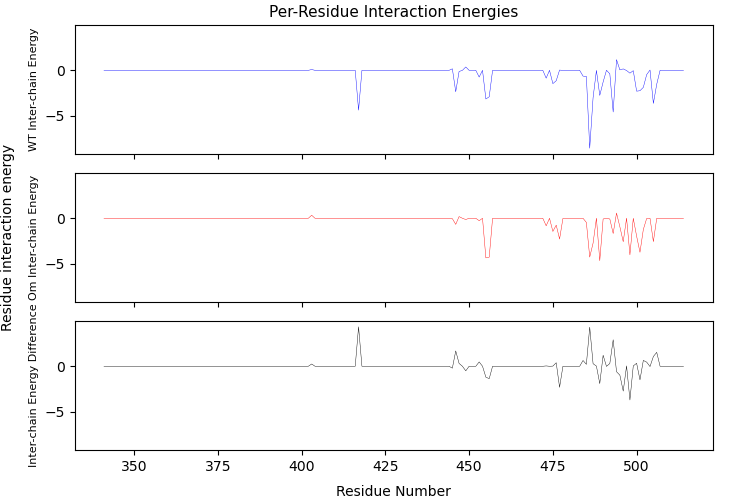 Per-Residue Interaction Energies
Residue interaction energy
WT Inter-chain Energy
0
−5
Om Inter-chain Energy
0
−5
Inter-chain Energy Difference
0
−5
350
375
400
425
450
475
500
Residue Number